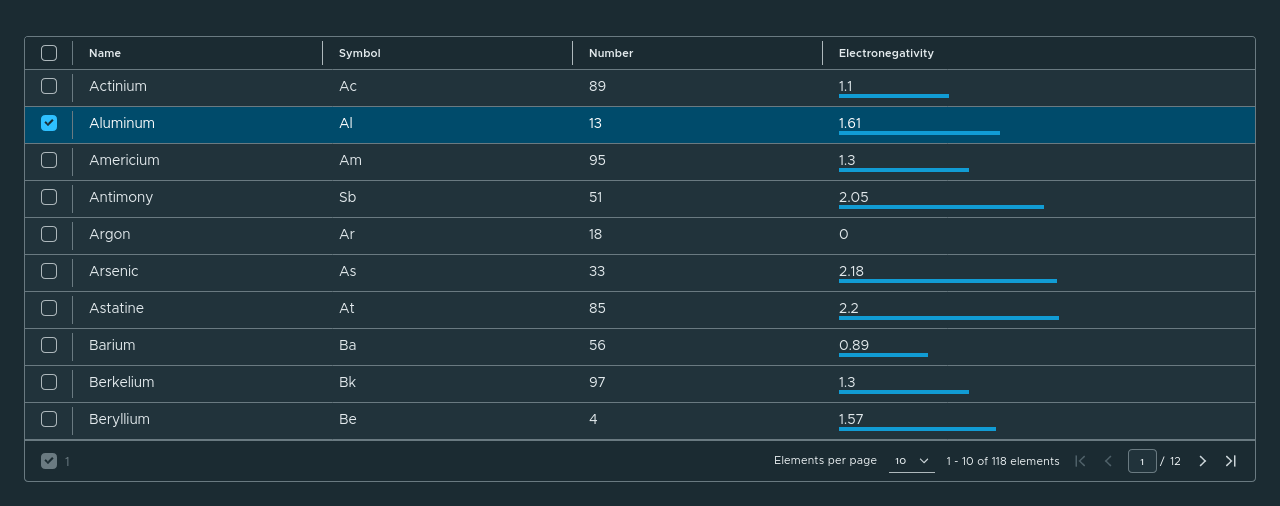 Name Symbol Number Electronegativity
Actinium Ac 89 1.1
Aluminum Al 13 1.61
Americium Am 95 1.3
Antimony Sb 51 2.05
Argon Ar 18 0
Arsenic As 33 2.18
Astatine At 85 2.2
Barium Ba 56 0.89
Berkelium Bk 97 1.3
Beryllium Be 4 1.57
1 Elements per page 10 1 - 10 of 118 elements 1 / 12